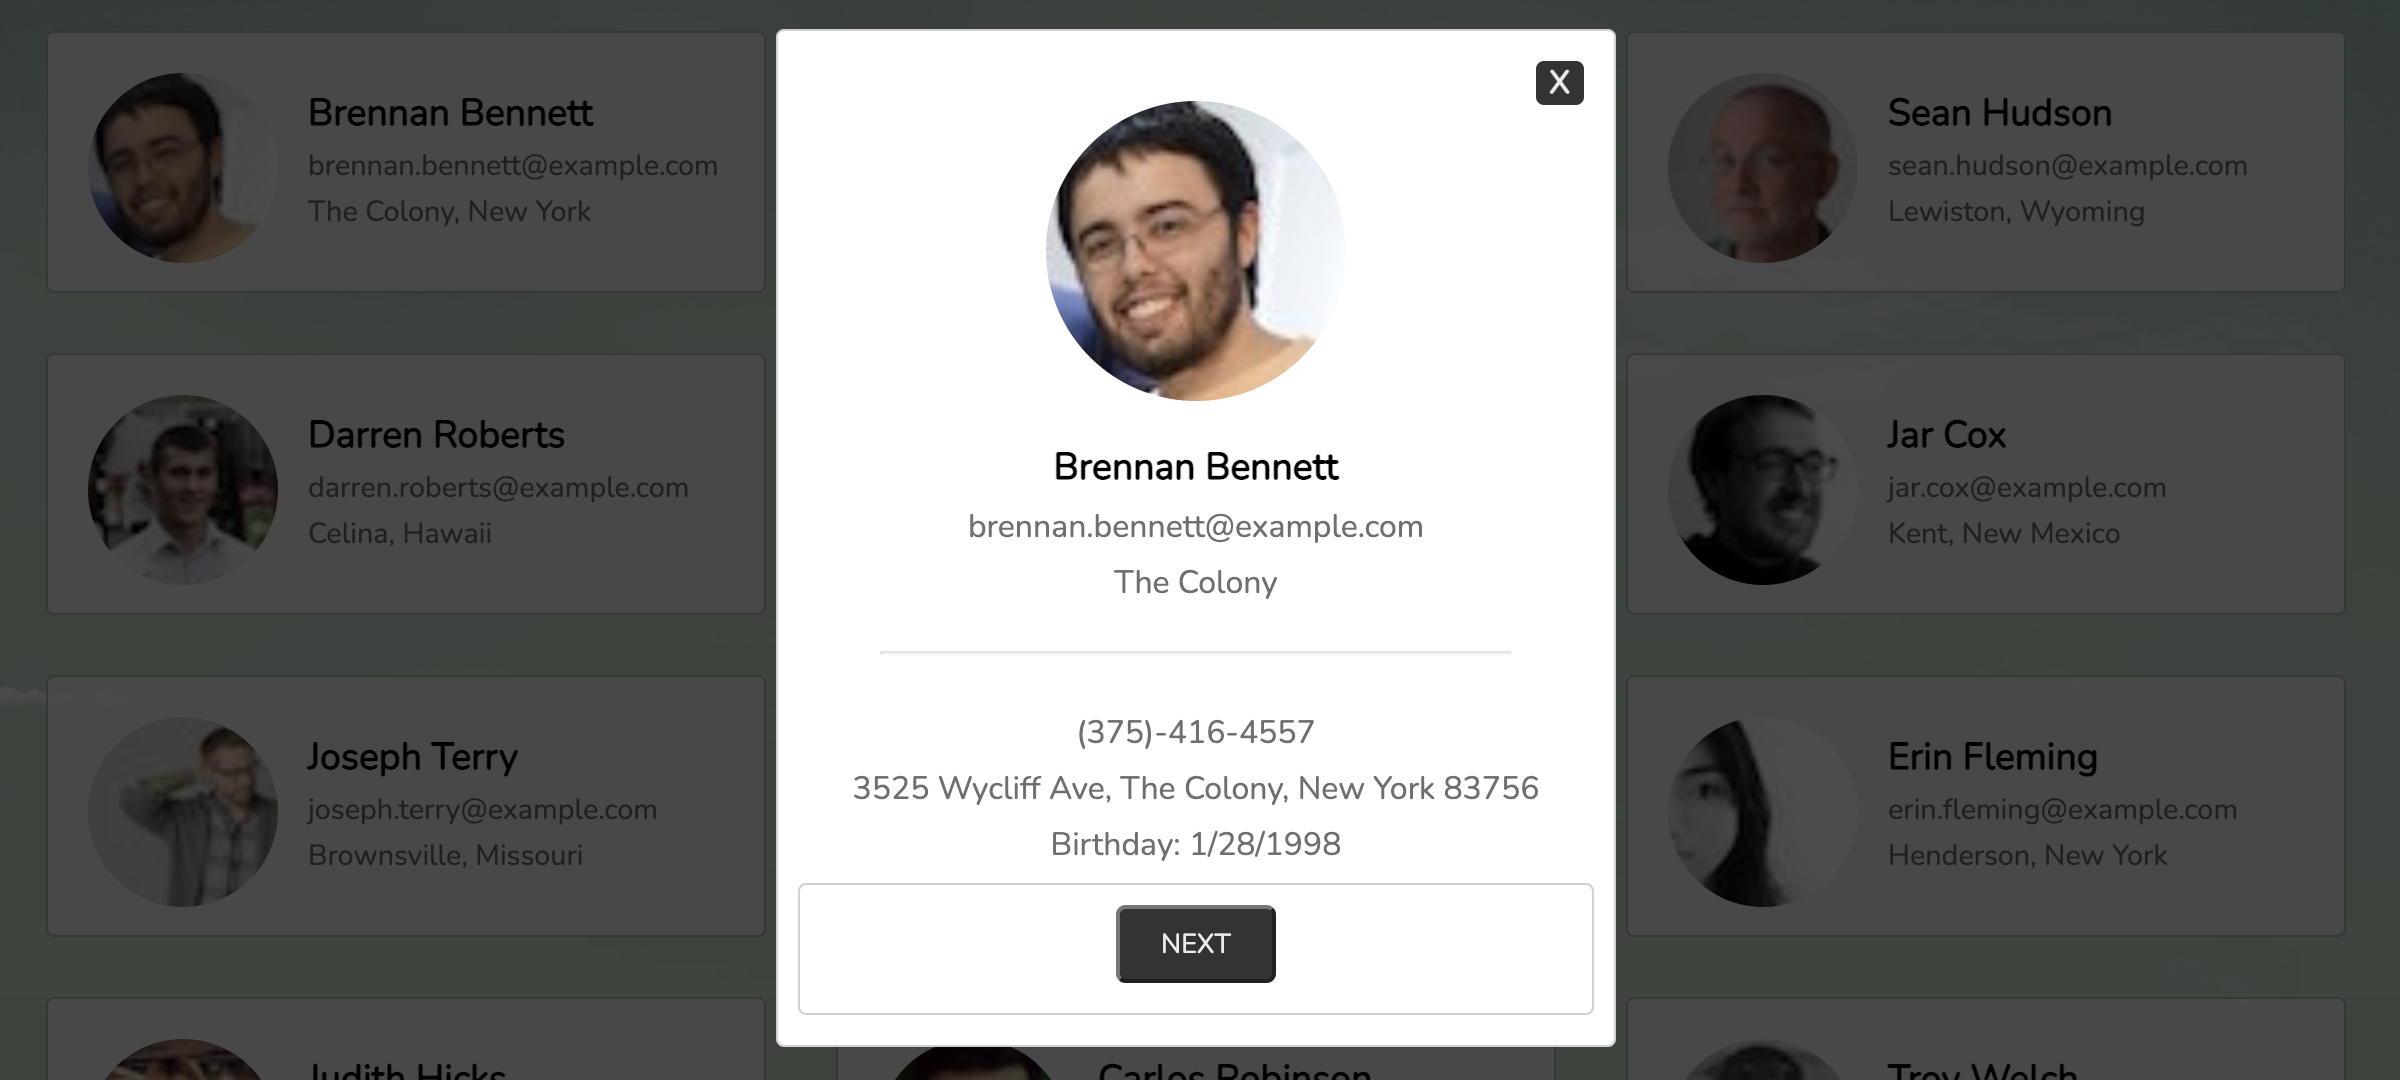 Brennan Bennett
brennan.bennett@example.com
The Colony, New York
Darren Roberts
darren.roberts@example.com
Celina, Hawaii
Joseph Terry
joseph.terry@example.com
Brownsville, Missouri
Judith Hicks
X
Brennan Bennett
brennan.bennett@example.com
The Colony
(375)-416-4557
3525 Wycliff Ave, The Colony, New York 83756
Birthday: 1/28/1998
NEXT
Carlos Robinson
Sean Hudson
sean.hudson@example.com
Lewiston, Wyoming
Jar Cox
jar.cox@example.com
Kent, New Mexico
Erin Fleming
erin.fleming@example.com
Henderson, New York
Troy Welch